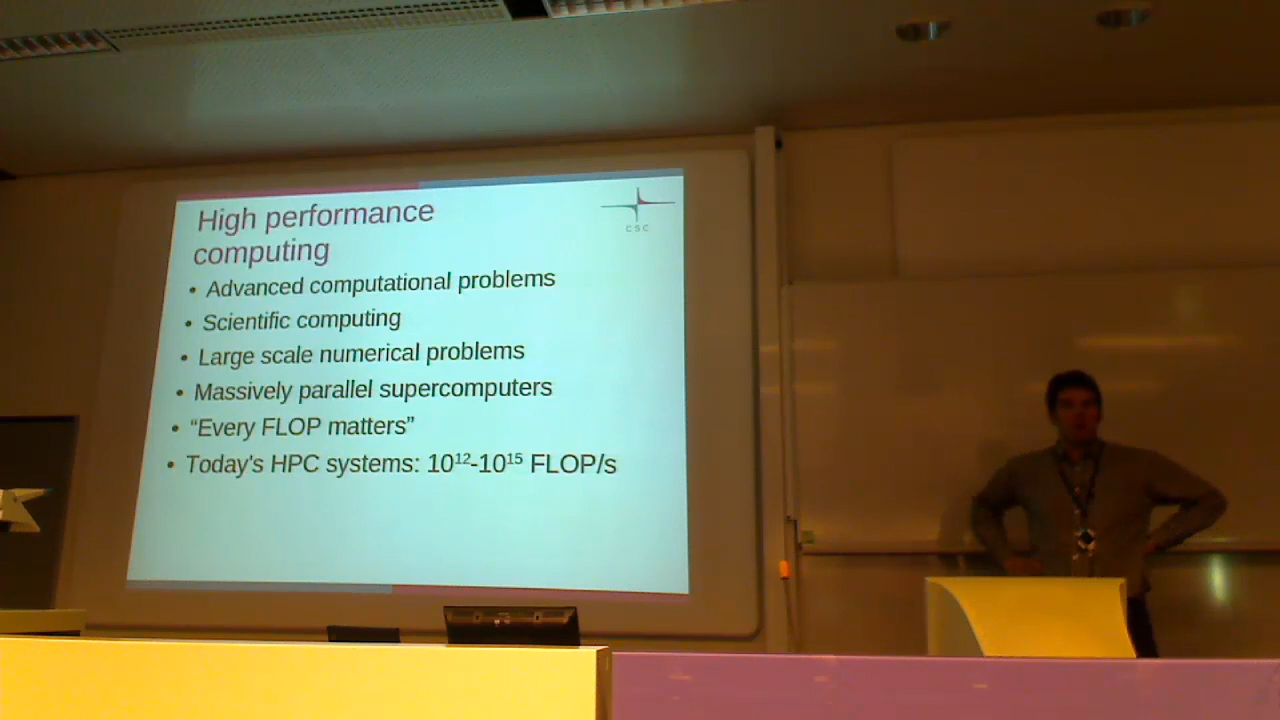 High performance
computing
CSC
• Advanced computational problems
• Scientific computing
• Large scale numerical problems
• Massively parallel supercomputers
• “Every FLOP matters”
• Today's HPC systems: 10¹²-10¹⁵ FLOP/s